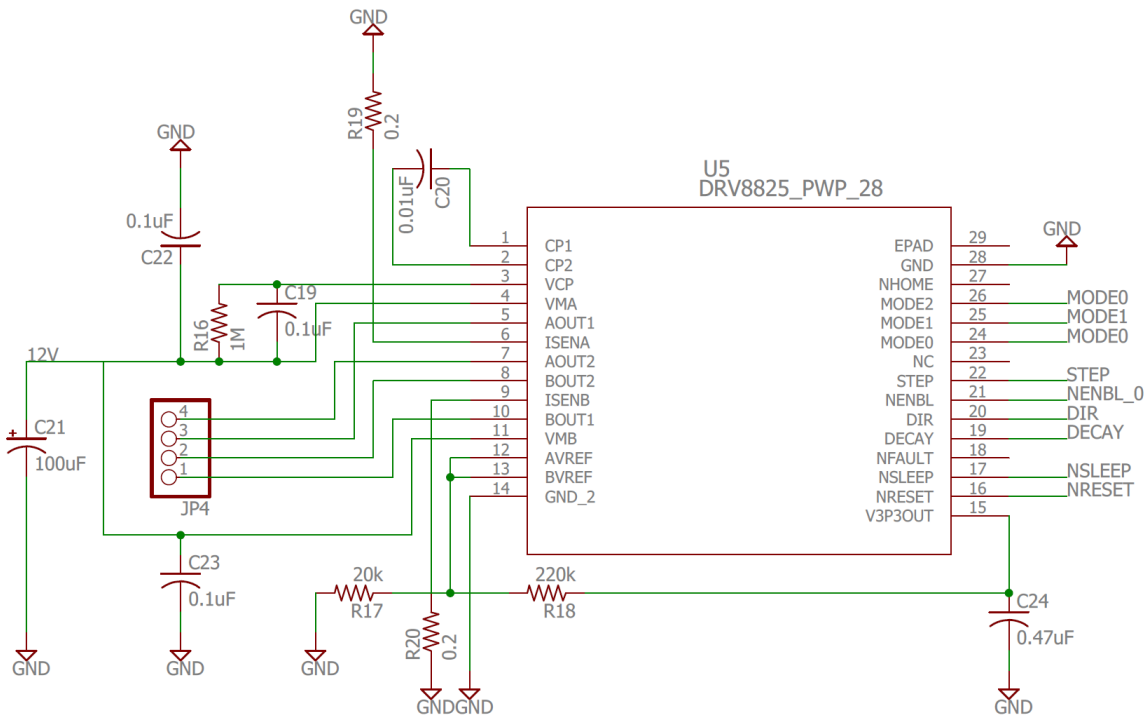 GND
R19
0.2
GND
0.1uF
C22
0.01uF
C20
U5
DRV8825_PWP_28
1 CP1
2 CP2
3 VCP
4 VMA
5 AOUT1
6 ISENA
7 AOUT2
8 BOUT2
9 ISENB
10 BOUT1
11 VMB
12 AVREF
13 BVREF
14 GND_2
EPAD 29
GND 28
NHOME 27
MODE2 26 MODE0
MODE1 25 MODE1
MODE0 24 MODE0
NC 23
STEP 22 STEP
NENBL 21 NENBL_0
DIR 20 DIR
DECAY 19 DECAY
NFAULT 18
NSLEEP 17 NSLEEP
NRESET 16 NRESET
V3P3OUT 15
GND
C19
0.1uF
R16
1M
12V
+
C21
100uF
4
3
2
1
JP4
C23
0.1uF
20k
R17
220k
R18
R20
0.2
C24
0.47uF
GND
GND
GND
GND
GND
GND